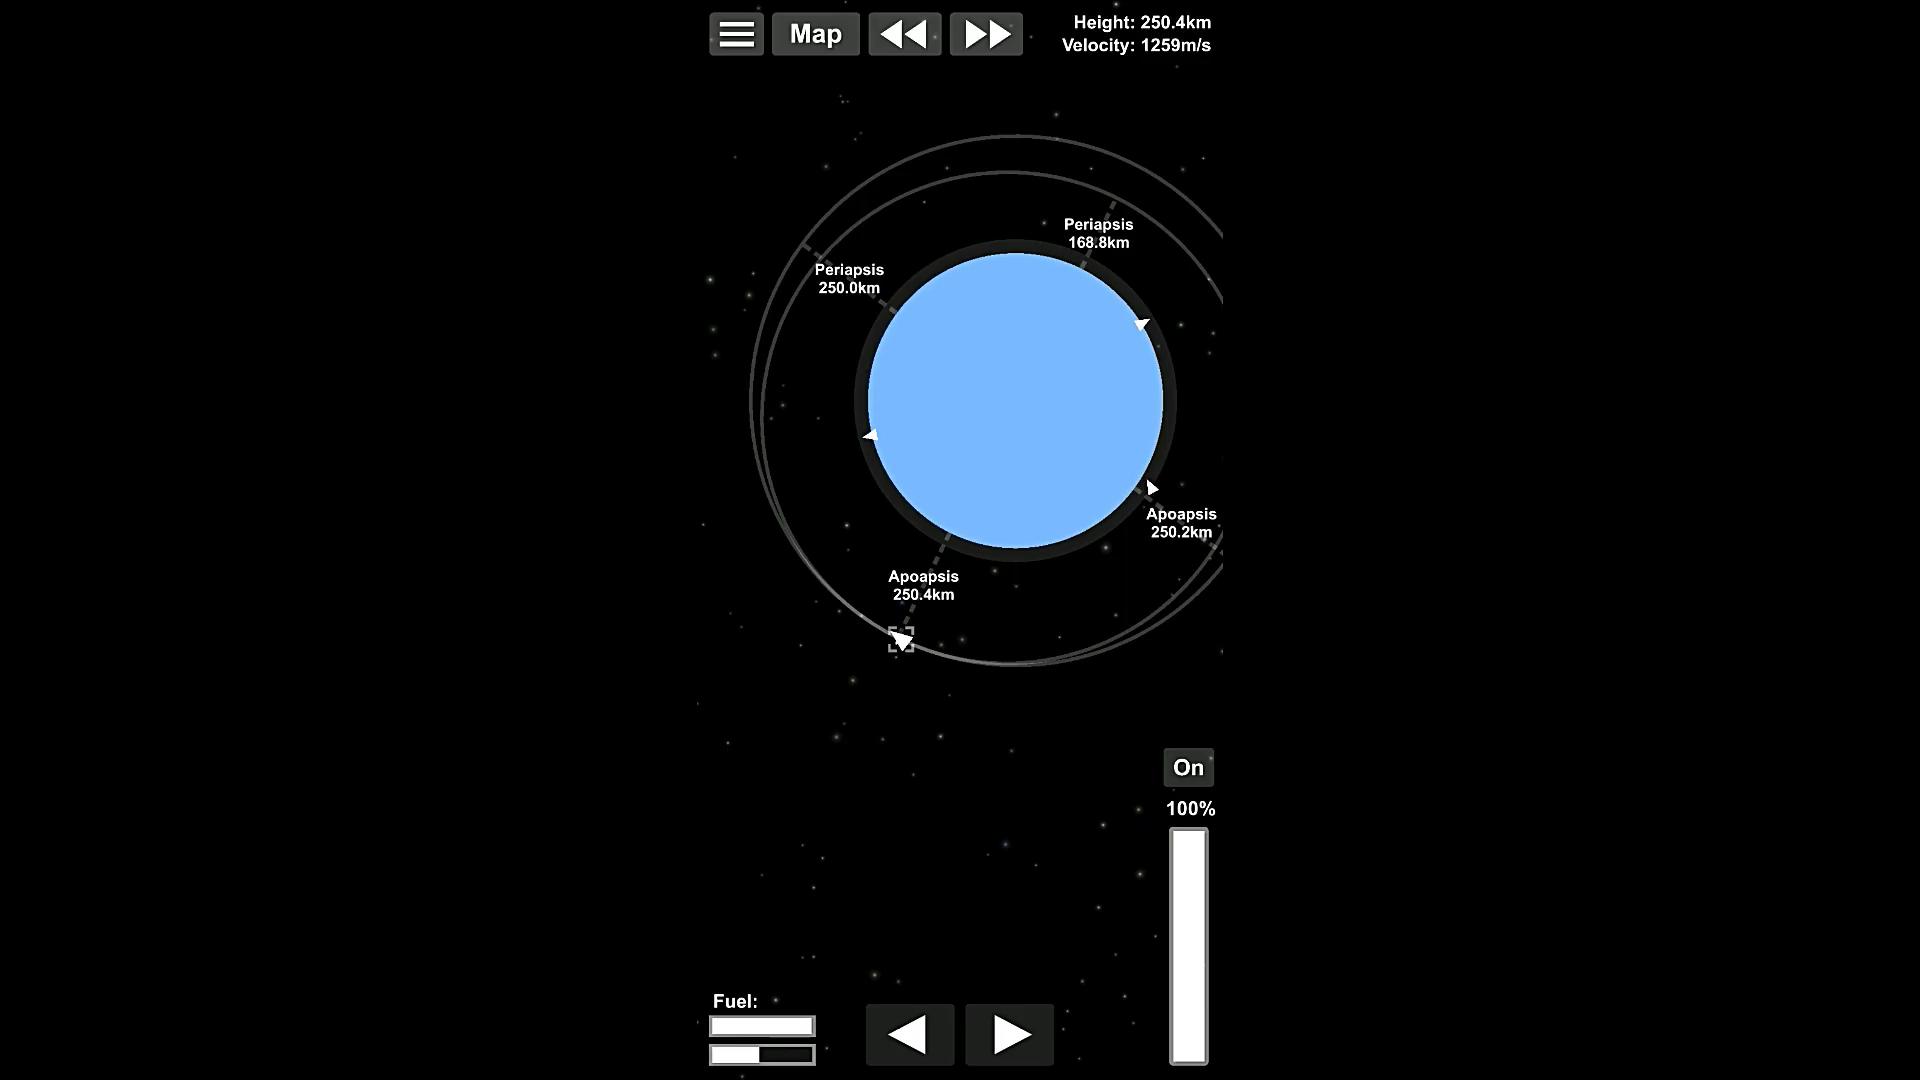 Map
Height: 250.4km
Velocity: 1259m/s
Periapsis
168.8km
Periapsis
250.0km
Apoapsis
250.2km
Apoapsis
250.4km
On
100%
Fuel: